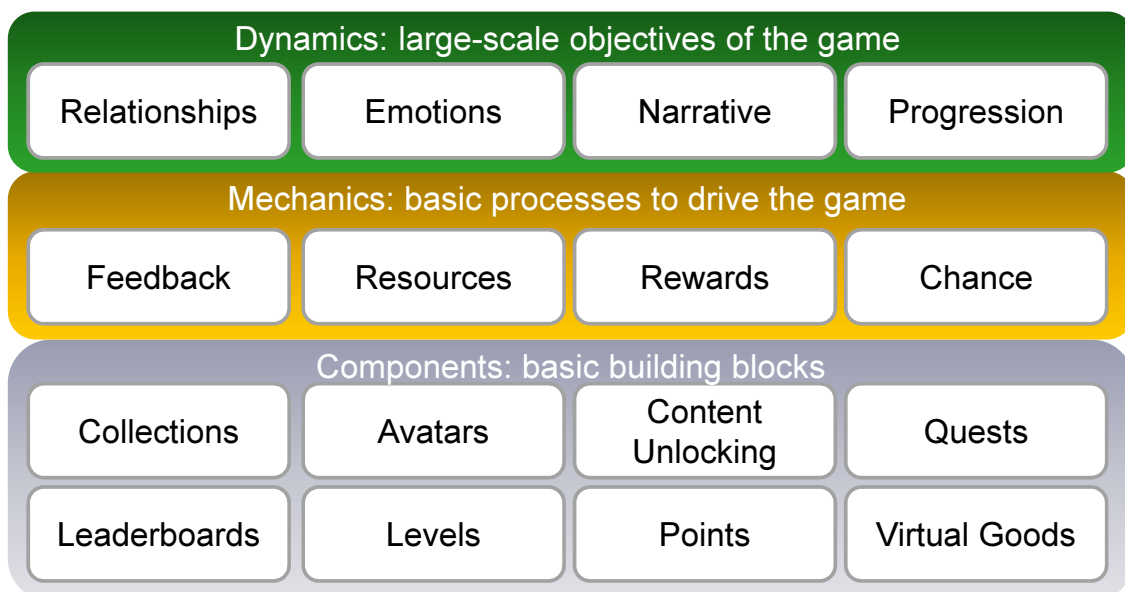 Dynamics: large-scale objectives of the game
Relationships
Emotions
Narrative
Progression
Mechanics: basic processes to drive the game
Feedback
Resources
Rewards
Chance
Components: basic building blocks
Collections
Avatars
Content
Unlocking
Quests
Leaderboards
Levels
Points
Virtual Goods